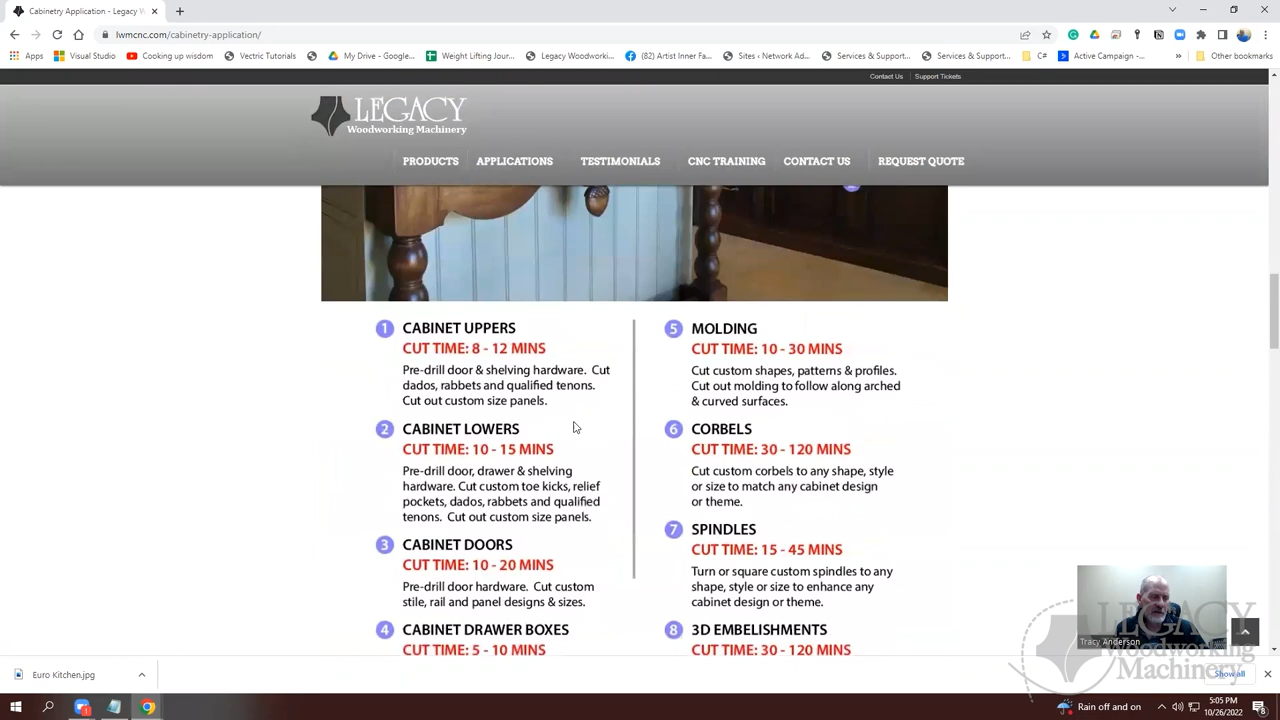 Cabinetry Application - Legacy W
lwmcnc.com/cabinetry-application/
Apps
Visual Studio
Cooking up wisdom
Vectric Tutorials
My Drive - Google...
Weight Lifting Jour...
Legacy Woodworki...
(82) Artist Inner Fa...
Sites ‹ Network Ad...
Services & Support...
Services & Support...
C#
Active Campaign -...
»
Other bookmarks
Contact Us
Support Tickets
LEGACY
Woodworking Machinery
PRODUCTS
APPLICATIONS
TESTIMONIALS
CNC TRAINING
CONTACT US
REQUEST QUOTE
1 CABINET UPPERS
CUT TIME: 8 - 12 MINS
Pre-drill door & shelving hardware. Cut
dados, rabbets and qualified tenons.
Cut out custom size panels.
2 CABINET LOWERS
CUT TIME: 10 - 15 MINS
Pre-drill door, drawer & shelving
hardware. Cut custom toe kicks, relief
pockets, dados, rabbets and qualified
tenons. Cut out custom size panels.
3 CABINET DOORS
CUT TIME: 10 - 20 MINS
Pre-drill door hardware. Cut custom
stile, rail and panel designs & sizes.
4 CABINET DRAWER BOXES
CUT TIME: 5 - 10 MINS
5 MOLDING
CUT TIME: 10 - 30 MINS
Cut custom shapes, patterns & profiles.
Cut out molding to follow along arched
& curved surfaces.
6 CORBELS
CUT TIME: 30 - 120 MINS
Cut custom corbels to any shape, style
or size to match any cabinet design
or theme.
7 SPINDLES
CUT TIME: 15 - 45 MINS
Turn or square custom spindles to any
shape, style or size to enhance any
cabinet design or theme.
8 3D EMBELISHMENTS
CUT TIME: 30 - 120 MINS
Tracy Anderson
LEGACY
Woodworking
Machinery
Euro Kitchen.jpg
Show all
Rain off and on
5:05 PM
10/26/2022
8